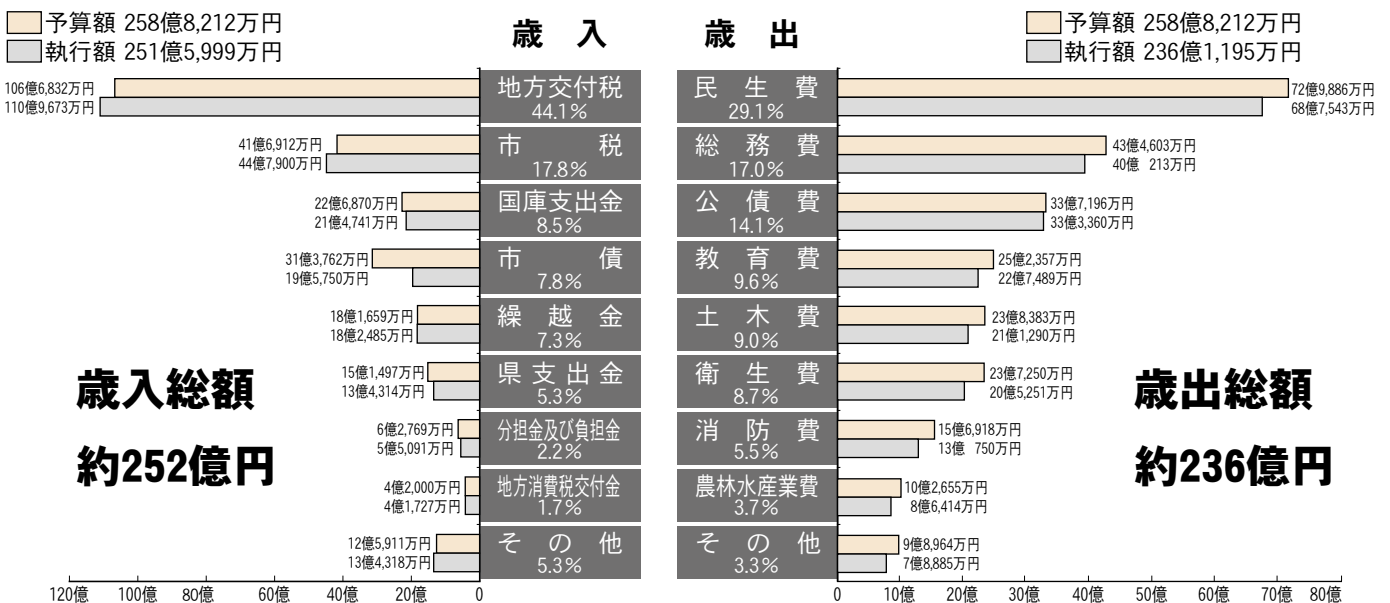 予算額 258億8,212万円
執行額 251億5,999万円
歳入
歳出
予算額 258億8,212万円
執行額 236億1,195万円
106億6,832万円
110億9,673万円
地方交付税
44.1%
41億6,912万円
44億7,900万円
市税
17.8%
22億6,870万円
21億4,741万円
国庫支出金
8.5%
31億3,762万円
19億5,750万円
市債
7.8%
18億1,659万円
18億2,485万円
繰越金
7.3%
15億1,497万円
13億4,314万円
県支出金
5.3%
6億2,769万円
5億5,091万円
分担金及び負担金
2.2%
4億2,000万円
4億1,727万円
地方消費税交付金
1.7%
12億5,911万円
13億4,318万円
その他
5.3%
歳入総額
約252億円
120億 100億 80億 60億 40億 20億 0
民生費
29.1%
72億9,886万円
68億7,543万円
総務費
17.0%
43億4,603万円
40億 213万円
公債費
14.1%
33億7,196万円
33億3,360万円
教育費
9.6%
25億2,357万円
22億7,489万円
土木費
9.0%
23億8,383万円
21億1,290万円
衛生費
8.7%
23億7,250万円
20億5,251万円
消防費
5.5%
15億6,918万円
13億 750万円
農林水産業費
3.7%
10億2,655万円
8億6,414万円
その他
3.3%
9億8,964万円
7億8,885万円
歳出総額
約236億円
0 10億 20億 30億 40億 50億 60億 70億 80億